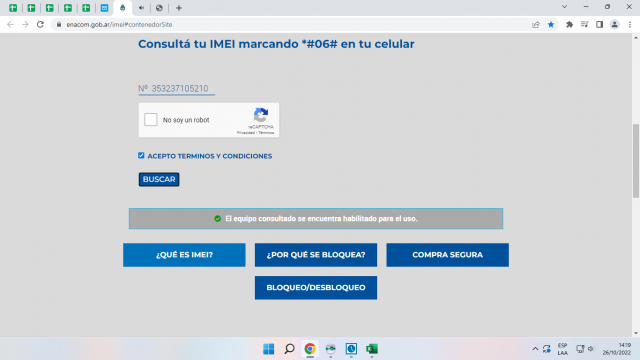 enacom.gob.ar/imei#contenedorSite
Consultá tu IMEI marcando *#06# en tu celular
Nº 353237105210
No soy un robot
reCAPTCHA
Privacidad - Términos
ACEPTO TERMINOS Y CONDICIONES
BUSCAR
El equipo consultado se encuentra habilitado para el uso.
¿QUÉ ES IMEI?
¿POR QUÉ SE BLOQUEA?
COMPRA SEGURA
BLOQUEO/DESBLOQUEO
ESP
LAA
14:19
26/10/2022